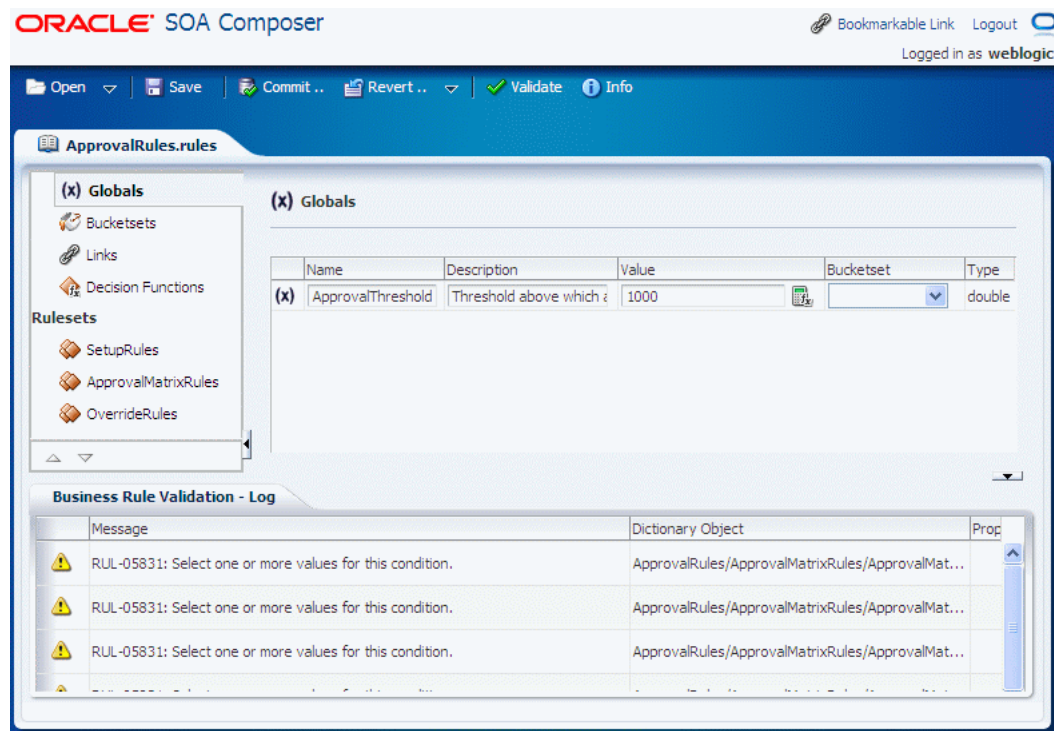 ORACLE SOA Composer
Bookmarkable Link Logout
Logged in as weblogic
Open Save Commit .. Revert .. Validate Info
ApprovalRules.rules
(x) Globals
Bucketsets
Links
Decision Functions
Rulesets
SetupRules
ApprovalMatrixRules
OverrideRules
(x) Globals
Name Description Value Bucketset Type
(x) ApprovalThreshold Threshold above which a 1000 double
Business Rule Validation - Log
Message Dictionary Object Prop
RUL-05831: Select one or more values for this condition. ApprovalRules/ApprovalMatrixRules/ApprovalMat...
RUL-05831: Select one or more values for this condition. ApprovalRules/ApprovalMatrixRules/ApprovalMat...
RUL-05831: Select one or more values for this condition. ApprovalRules/ApprovalMatrixRules/ApprovalMat...